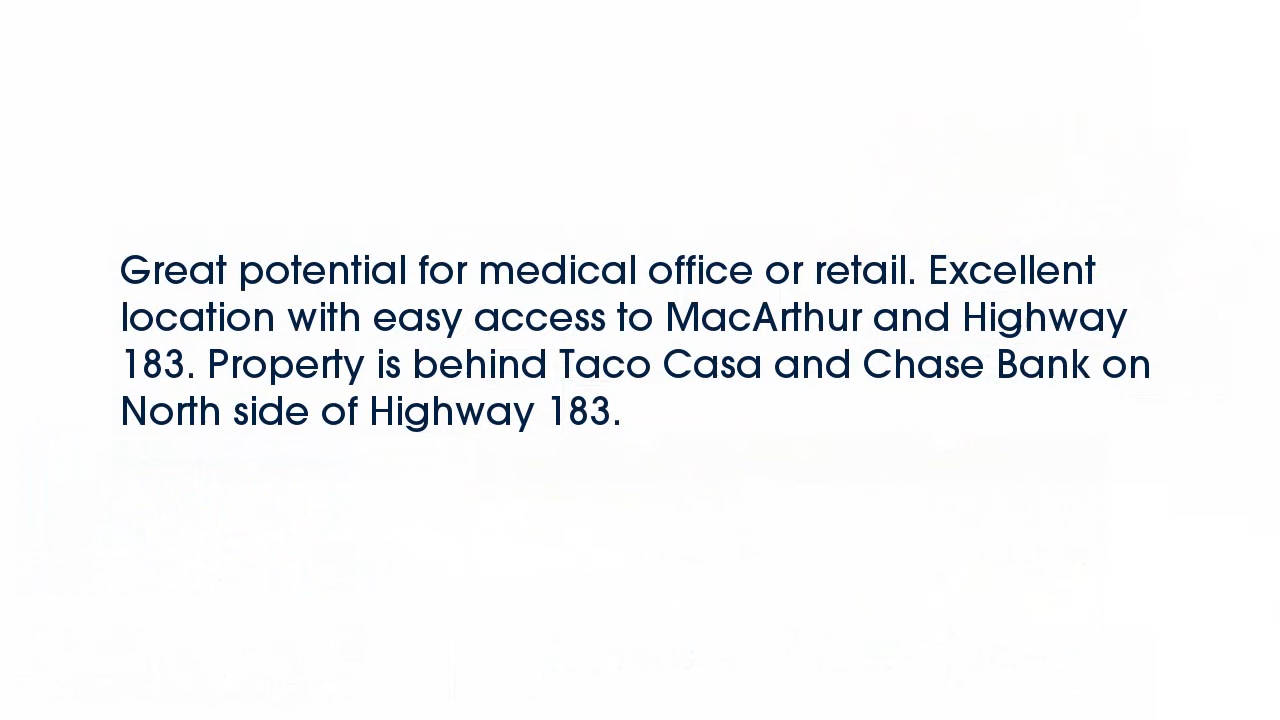 Great potential for medical office or retail. Excellent
location with easy access to MacArthur and Highway
183. Property is behind Taco Casa and Chase Bank on
North side of Highway 183.